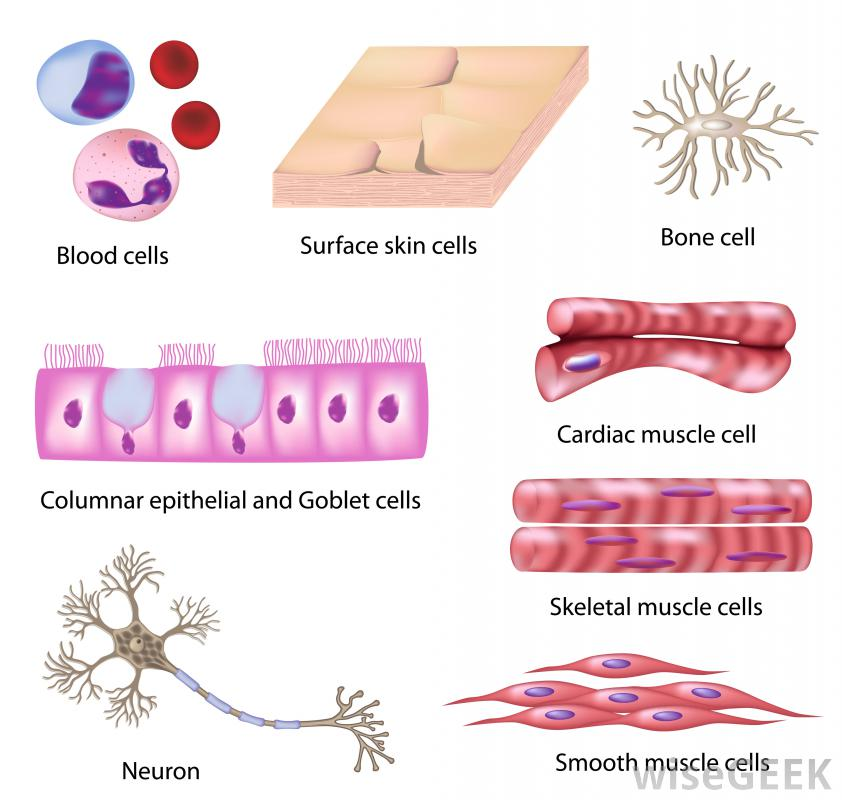 Blood cells
Surface skin cells
Bone cell
Columnar epithelial and Goblet cells
Cardiac muscle cell
Skeletal muscle cells
Neuron
Smooth muscle cells
wiseGEEK